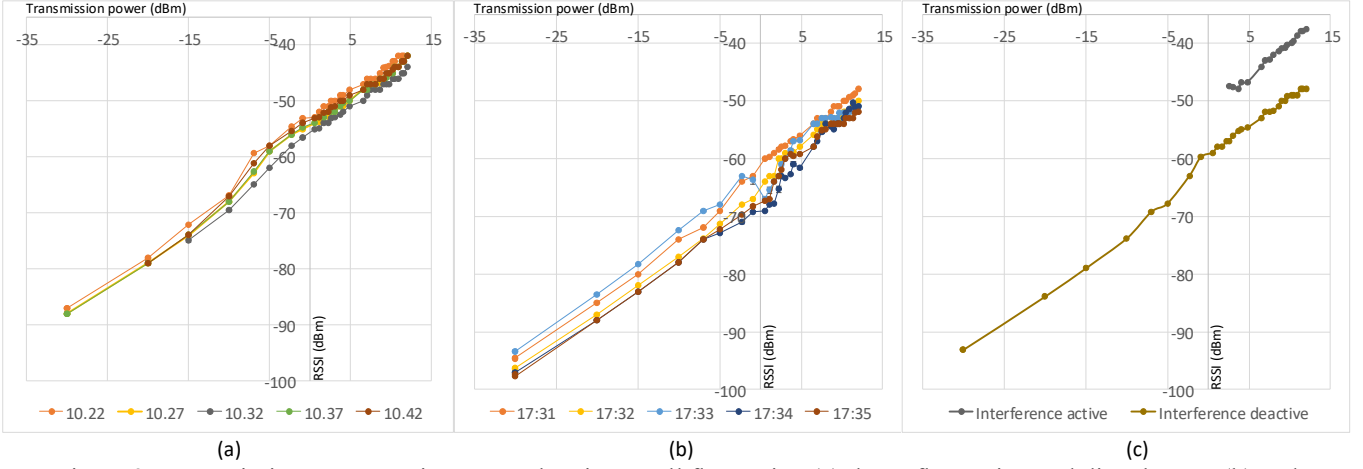 Transmission power (dBm)
-35 -25 -15 -5 5 15
-40
-50
-60
-70
-80
-90
-100
RSSI (dBm)
10.22 10.27 10.32 10.37 10.42
(a)
Transmission power (dBm)
-35 -25 -15 -5 5 15
-40
-50
-60
-70
-80
-90
-100
RSSI (dBm)
17:31 17:32 17:33 17:34 17:35
(b)
Transmission power (dBm)
-35 -25 -15 -5 5 15
-40
-50
-60
-70
-80
-90
-100
RSSI (dBm)
Interference active Interference deactive
(c)